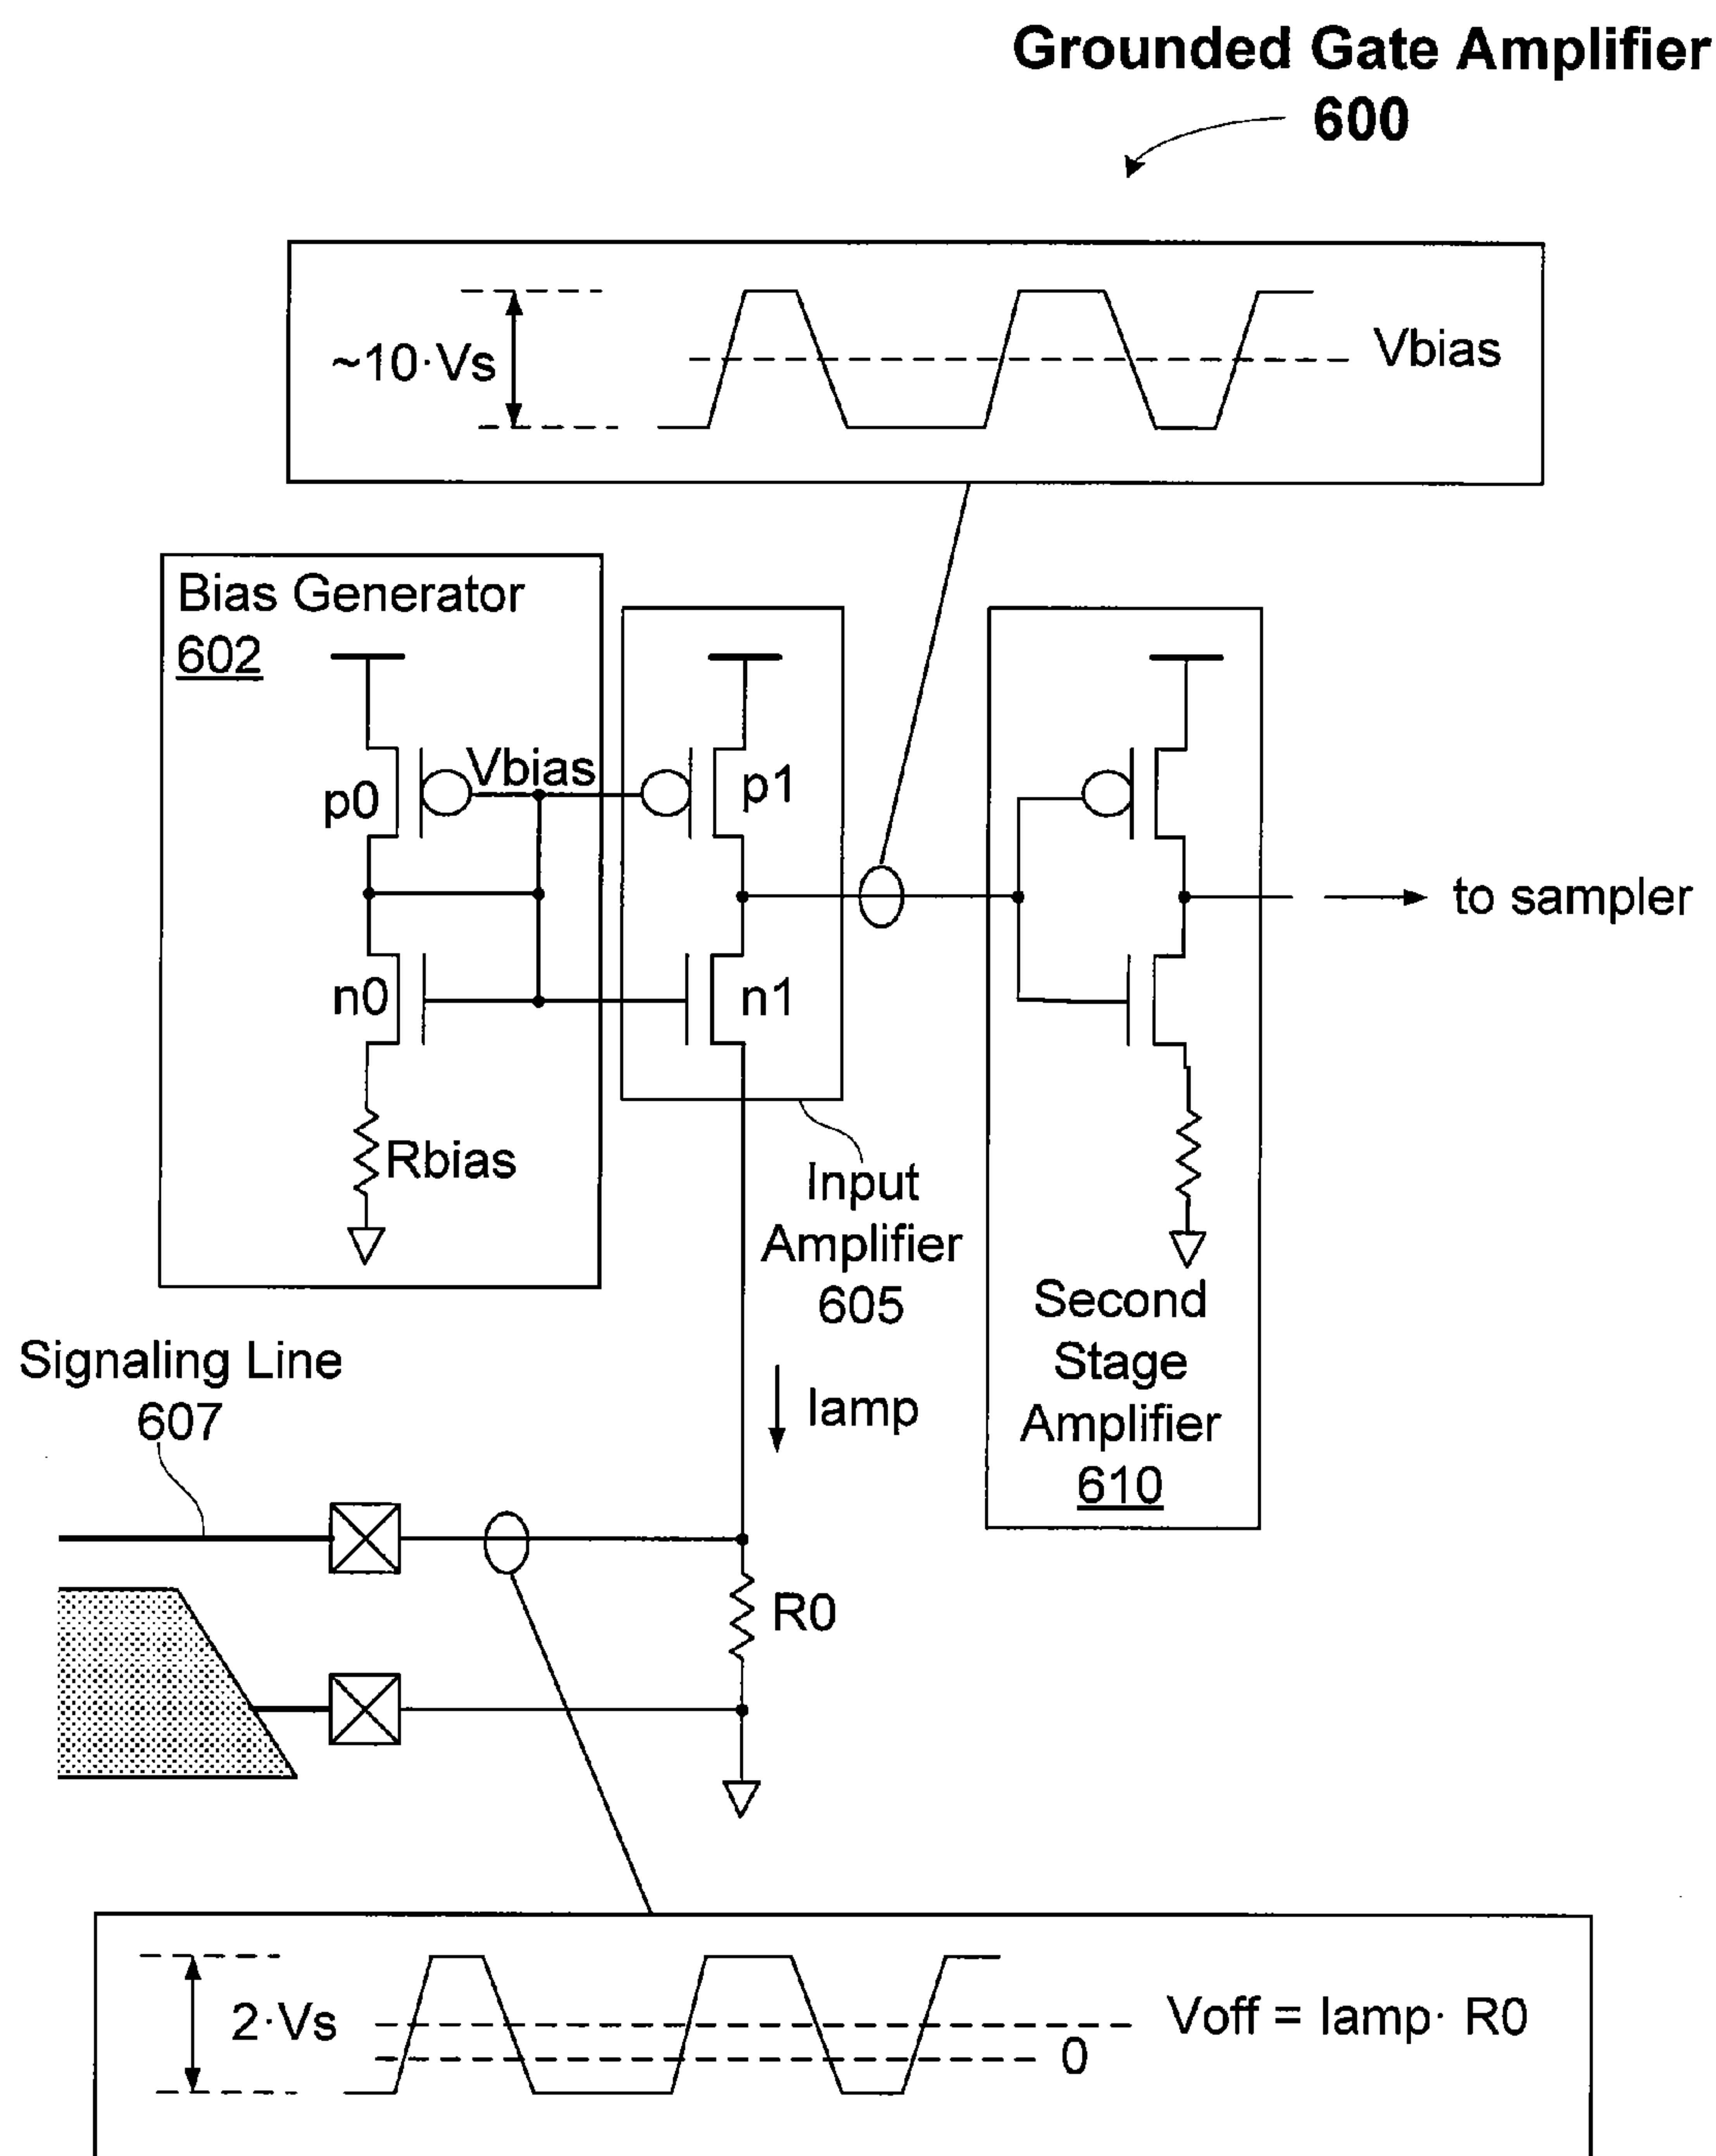 Grounded Gate Amplifier
600
~10·Vs
Vbias
Bias Generator
602
Vbias
p0
p1
n0
n1
to sampler
Rbias
Input
Amplifier
605
Second
Stage
Amplifier
610
Signaling Line
607
Iamp
R0
2·Vs
Voff = Iamp· R0
0